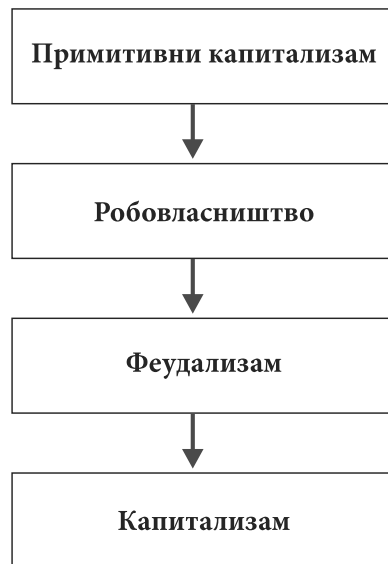 Примитивни капитализам
Робовласништво
Феудализам
Капитализам